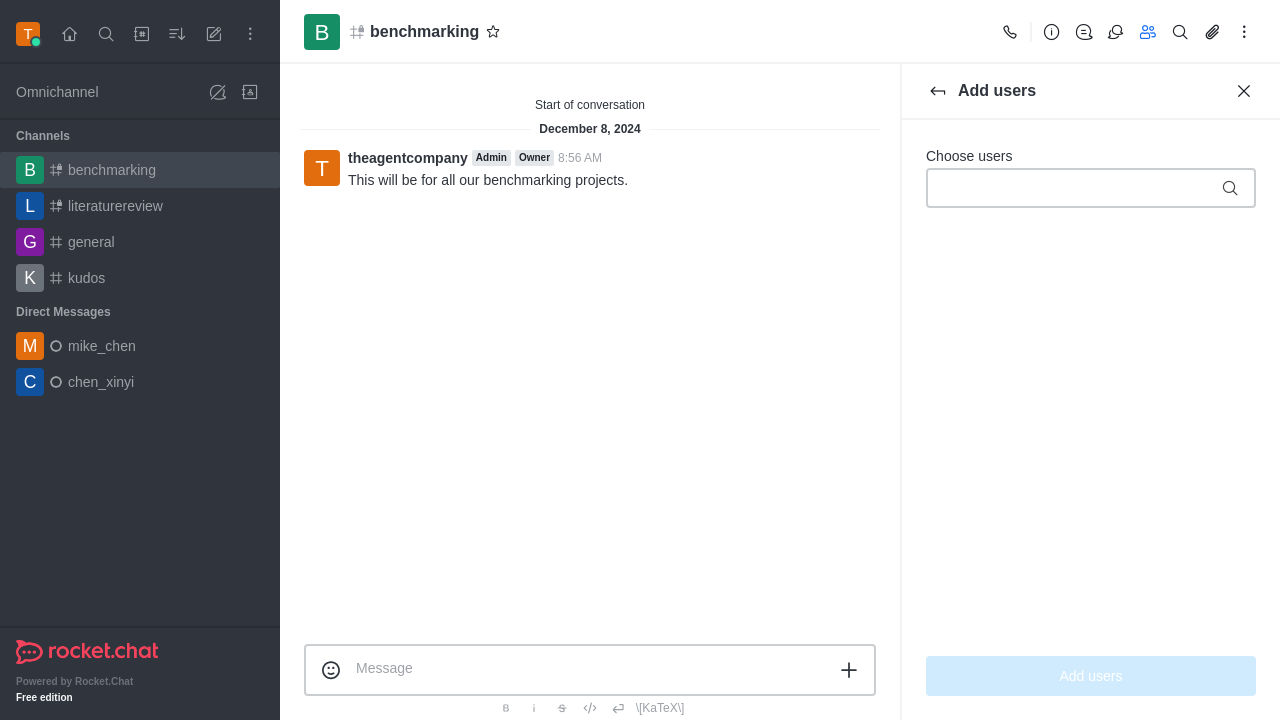 T
Omnichannel
Channels
B benchmarking
L literaturereview
G general
K kudos
Direct Messages
M mike_chen
C chen_xinyi
rocket.chat
Powered by Rocket.Chat
Free edition
B benchmarking
Start of conversation
December 8, 2024
T theagentcompany Admin Owner 8:56 AM
This will be for all our benchmarking projects.
Message
B i S \[KaTeX\]
Add users
Choose users
Add users